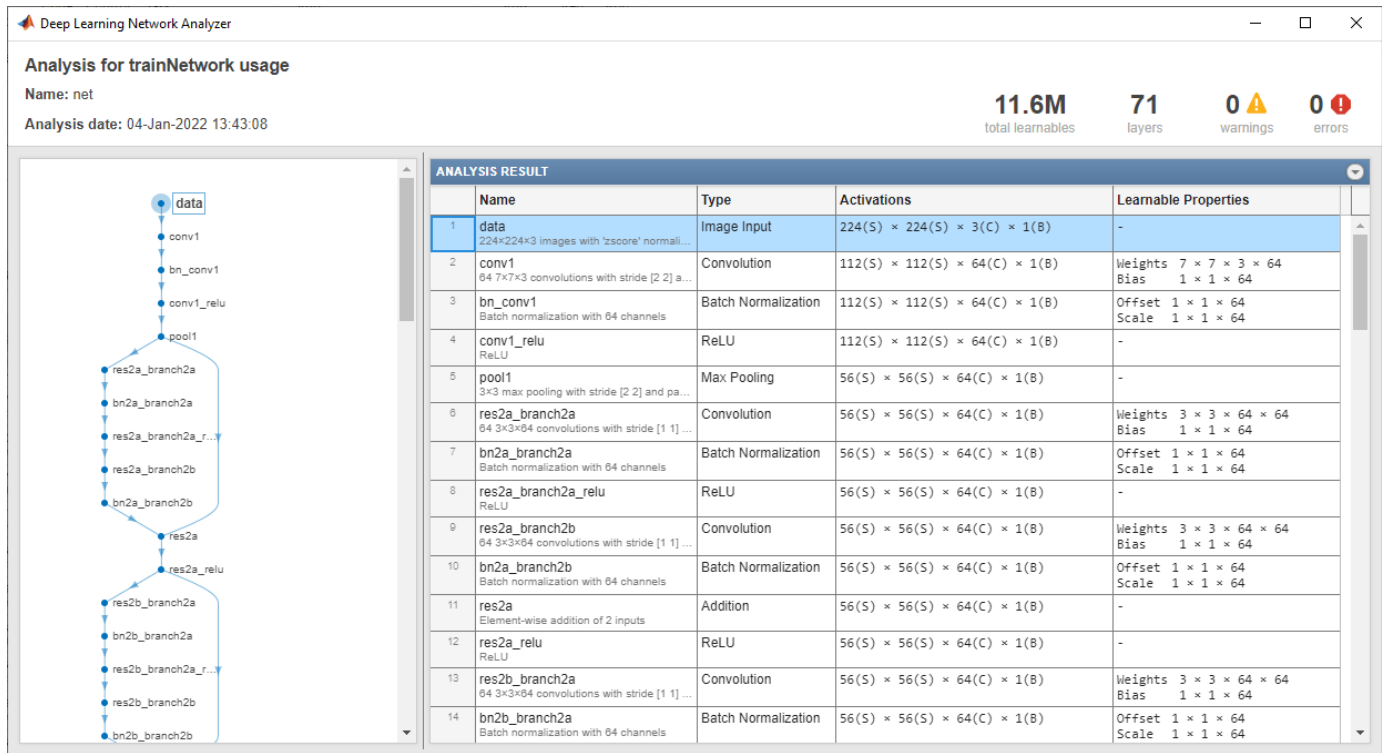 Deep Learning Network Analyzer
Analysis for trainNetwork usage
Name: net
Analysis date: 04-Jan-2022 13:43:08
11.6M
total learnables
71
layers
0
warnings
0
errors
data
conv1
bn_conv1
conv1_relu
pool1
res2a_branch2a
bn2a_branch2a
res2a_branch2a_r...
res2a_branch2b
bn2a_branch2b
res2a
res2a_relu
res2b_branch2a
bn2b_branch2a
res2b_branch2a_r...
res2b_branch2b
bn2b_branch2b
ANALYSIS RESULT
Name Type Activations Learnable Properties
1 data Image Input 224(S) × 224(S) × 3(C) × 1(B) -
224×224×3 images with 'zscore' normali...
2 conv1 Convolution 112(S) × 112(S) × 64(C) × 1(B) Weights 7 × 7 × 3 × 64
64 7×7×3 convolutions with stride [2 2] a... Bias 1 × 1 × 64
3 bn_conv1 Batch Normalization 112(S) × 112(S) × 64(C) × 1(B) Offset 1 × 1 × 64
Batch normalization with 64 channels Scale 1 × 1 × 64
4 conv1_relu ReLU 112(S) × 112(S) × 64(C) × 1(B) -
ReLU
5 pool1 Max Pooling 56(S) × 56(S) × 64(C) × 1(B) -
3×3 max pooling with stride [2 2] and pa...
6 res2a_branch2a Convolution 56(S) × 56(S) × 64(C) × 1(B) Weights 3 × 3 × 64 × 64
64 3×3×64 convolutions with stride [1 1] ... Bias 1 × 1 × 64
7 bn2a_branch2a Batch Normalization 56(S) × 56(S) × 64(C) × 1(B) Offset 1 × 1 × 64
Batch normalization with 64 channels Scale 1 × 1 × 64
8 res2a_branch2a_relu ReLU 56(S) × 56(S) × 64(C) × 1(B) -
ReLU
9 res2a_branch2b Convolution 56(S) × 56(S) × 64(C) × 1(B) Weights 3 × 3 × 64 × 64
64 3×3×64 convolutions with stride [1 1] ... Bias 1 × 1 × 64
10 bn2a_branch2b Batch Normalization 56(S) × 56(S) × 64(C) × 1(B) Offset 1 × 1 × 64
Batch normalization with 64 channels Scale 1 × 1 × 64
11 res2a Addition 56(S) × 56(S) × 64(C) × 1(B) -
Element-wise addition of 2 inputs
12 res2a_relu ReLU 56(S) × 56(S) × 64(C) × 1(B) -
ReLU
13 res2b_branch2a Convolution 56(S) × 56(S) × 64(C) × 1(B) Weights 3 × 3 × 64 × 64
64 3×3×64 convolutions with stride [1 1] ... Bias 1 × 1 × 64
14 bn2b_branch2a Batch Normalization 56(S) × 56(S) × 64(C) × 1(B) Offset 1 × 1 × 64
Batch normalization with 64 channels Scale 1 × 1 × 64